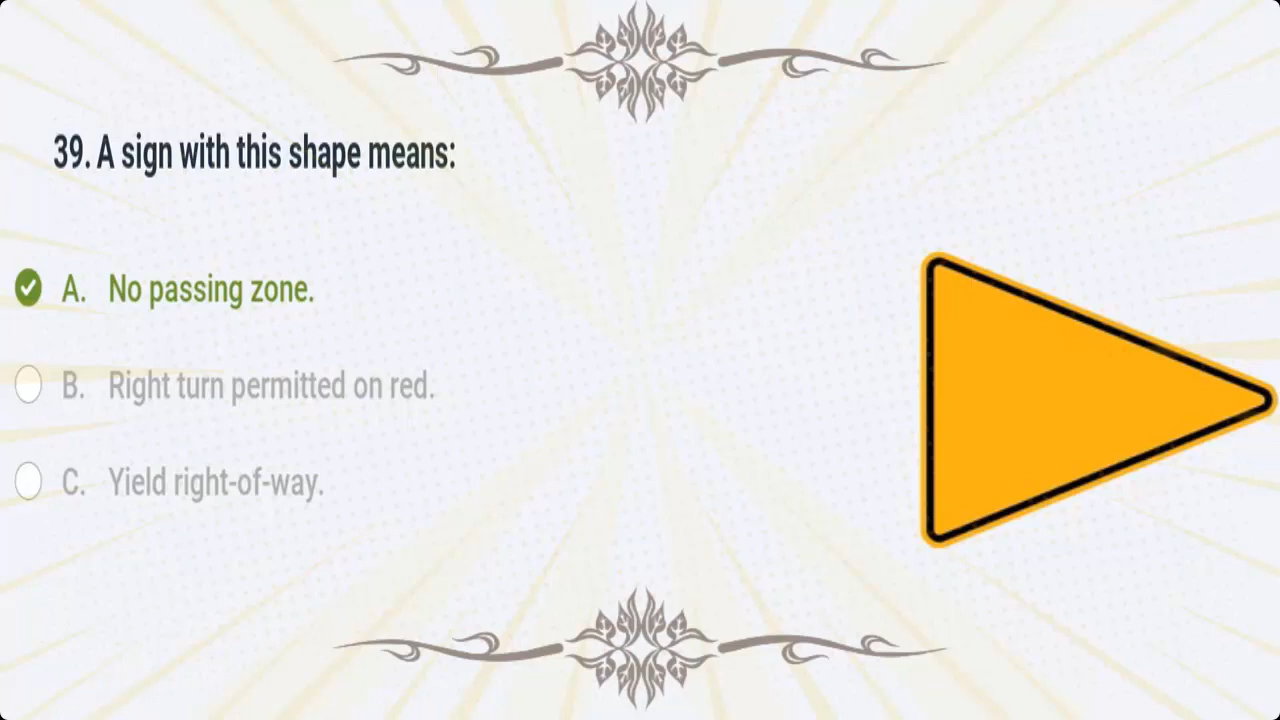 39. A sign with this shape means:
A. No passing zone.
B. Right turn permitted on red.
C. Yield right-of-way.